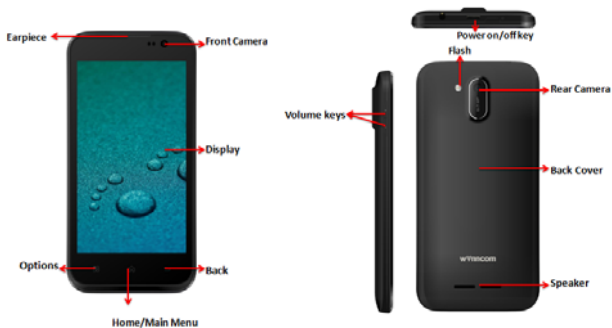 Earpiece
Front Camera
Display
Options
Back
Home/Main Menu
Power on/off key
Flash
Rear Camera
Volume keys
Back Cover
wynncom
Speaker